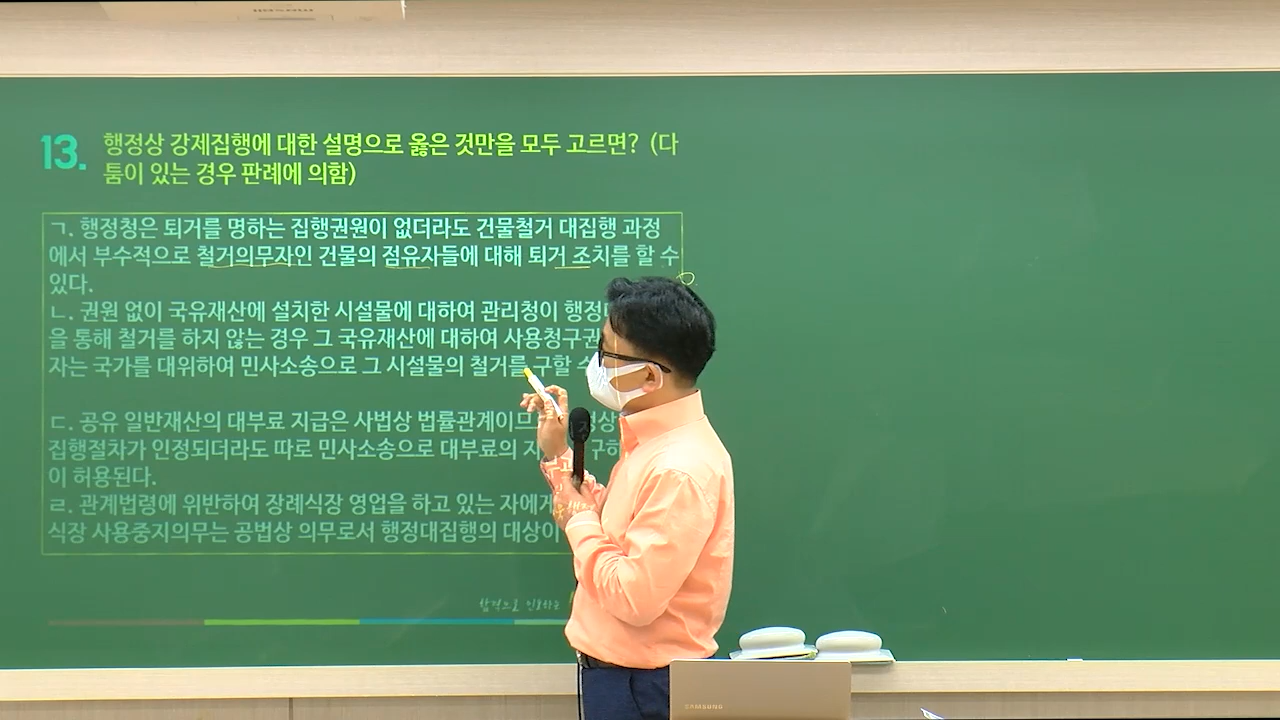 13. 행정상 강제집행에 대한 설명으로 옳은 것만을 모두 고르면? (다
툼이 있는 경우 판례에 의함)
ㄱ. 행정청은 퇴거를 명하는 집행권원이 없더라도 건물철거 대집행 과정
에서 부수적으로 철거의무자인 건물의 점유자들에 대해 퇴거 조치를 할 수
있다.
ㄴ. 권원 없이 국유재산에 설치한 시설물에 대하여 관리청이
을 통해 철거를 하지 않는 경우 그 국유재산에 대하여 사용청구권
자는 국가를 대위하여 민사소송으로 그 시설물의 철거를 구할
ㄷ. 공유 일반재산의 대부료 지급은 사법상 법률관계이므
집행절차가 인정되더라도 따로 민사소송으로 대부료의
이 허용된다.
ㄹ. 관계법령에 위반하여 장례식장 영업을 하고 있는 자에게
식장 사용중지의무는 공법상 의무로서 행정대집행의 대상이
SAMSUNG